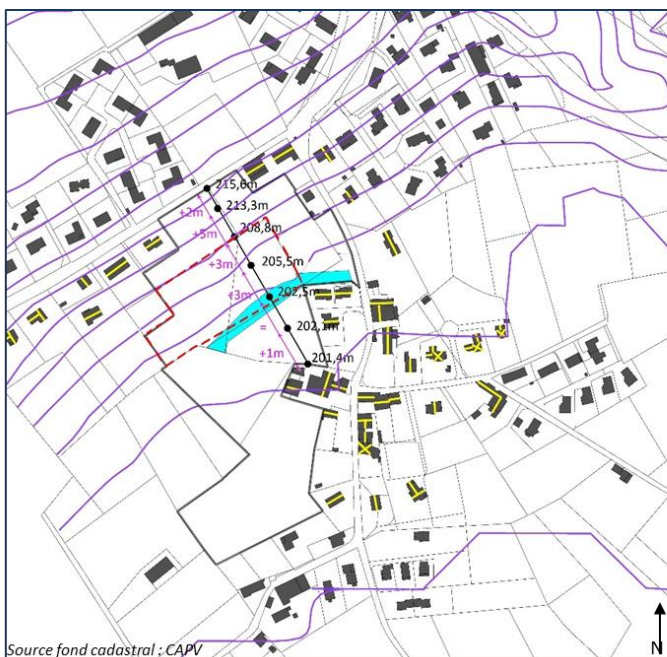 215,6m
+2m
213,3m
+5m
208,8m
+3m
205,5m
+3m
202,5m
=
202,1m
+1m
201,4m
Source fond cadastral : CAPV
N